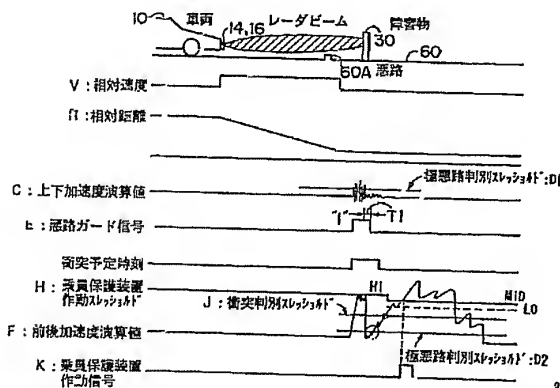 10
車両
14,16
レーダビーム
障害物
30
60
60A 悪路
V：相対速度
R：相対距離
G：上下加速度演算値
極悪路判別スレッショルド：D1
E：悪路ガード信号
"1"
T1
衝突予定時刻
H：乗員保護装置
作動スレッショルド
J：衝突判別スレッショルド
HI
MID
LO
F：前後加速度演算値
極悪路判別スレッショルド：D2
K：乗員保護装置
作動信号